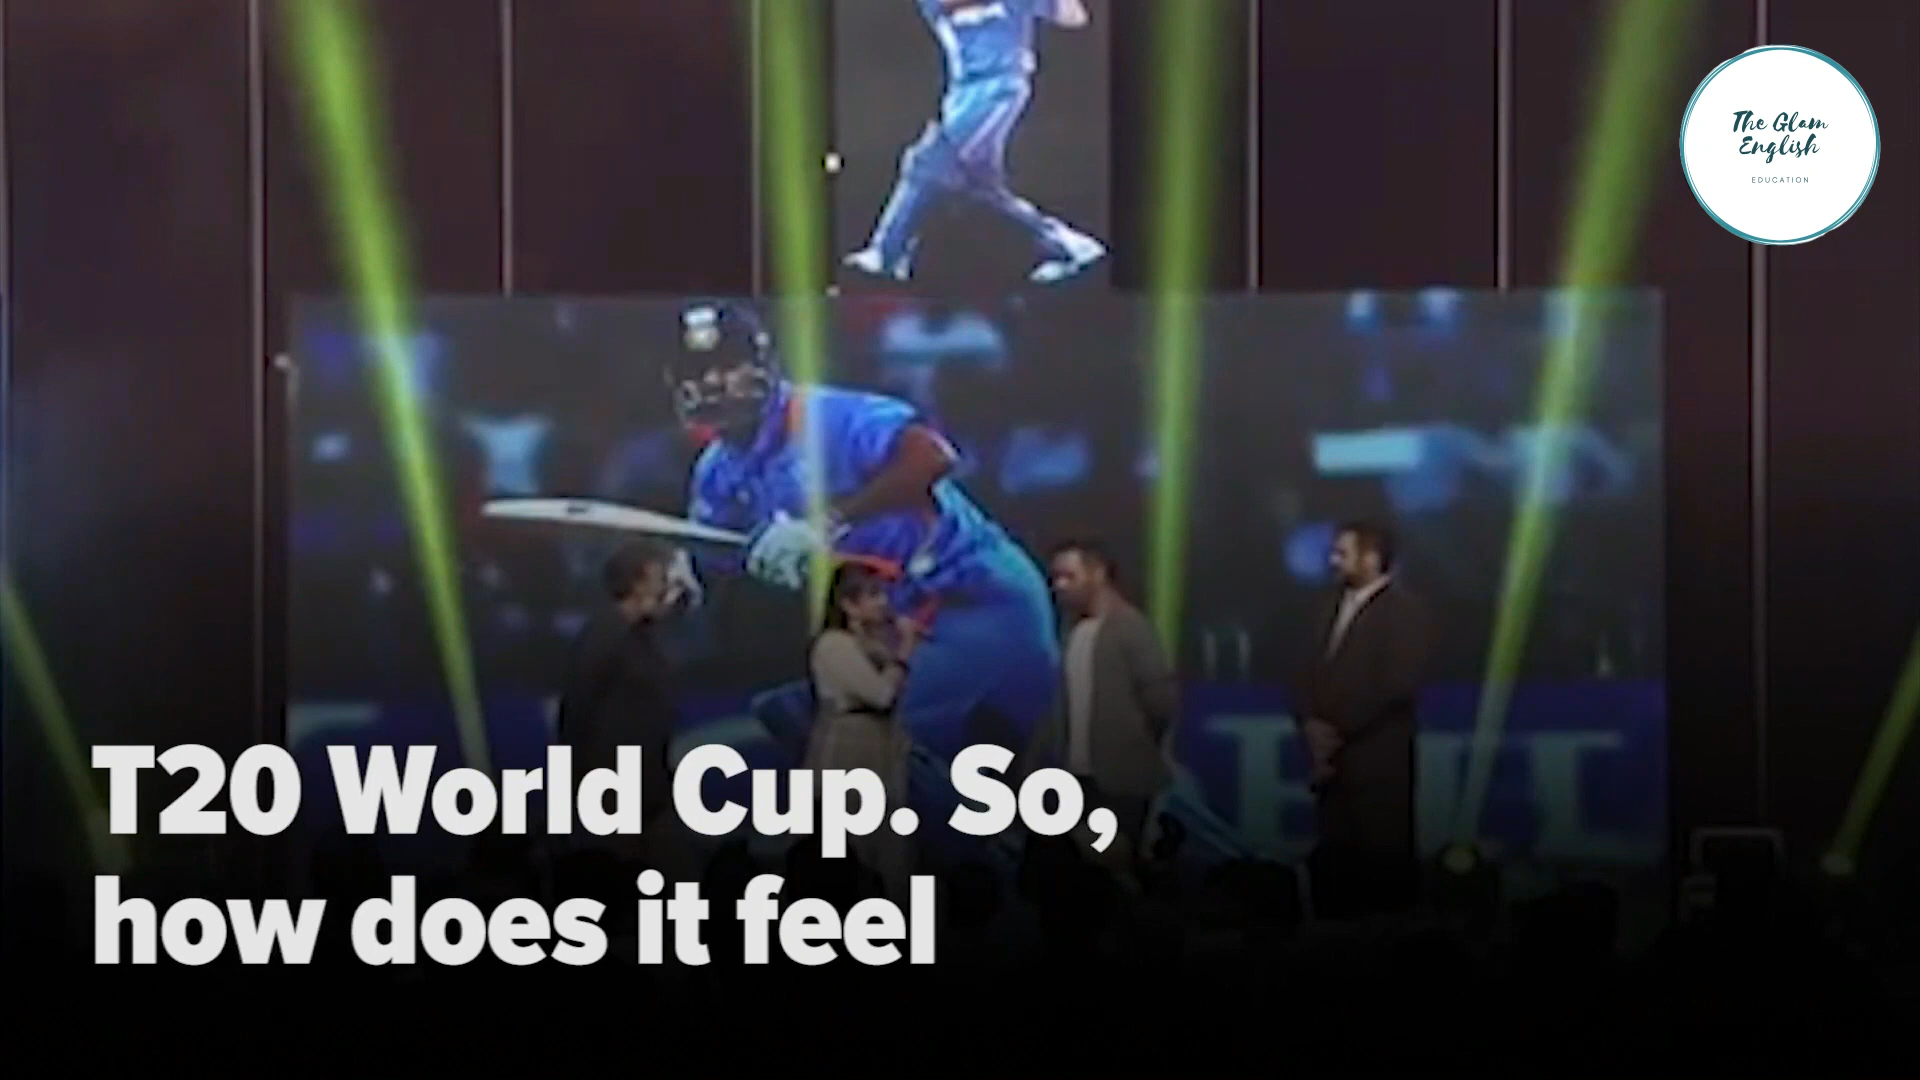 The Glam
English
EDUCATION
T20 World Cup. So,
how does it feel